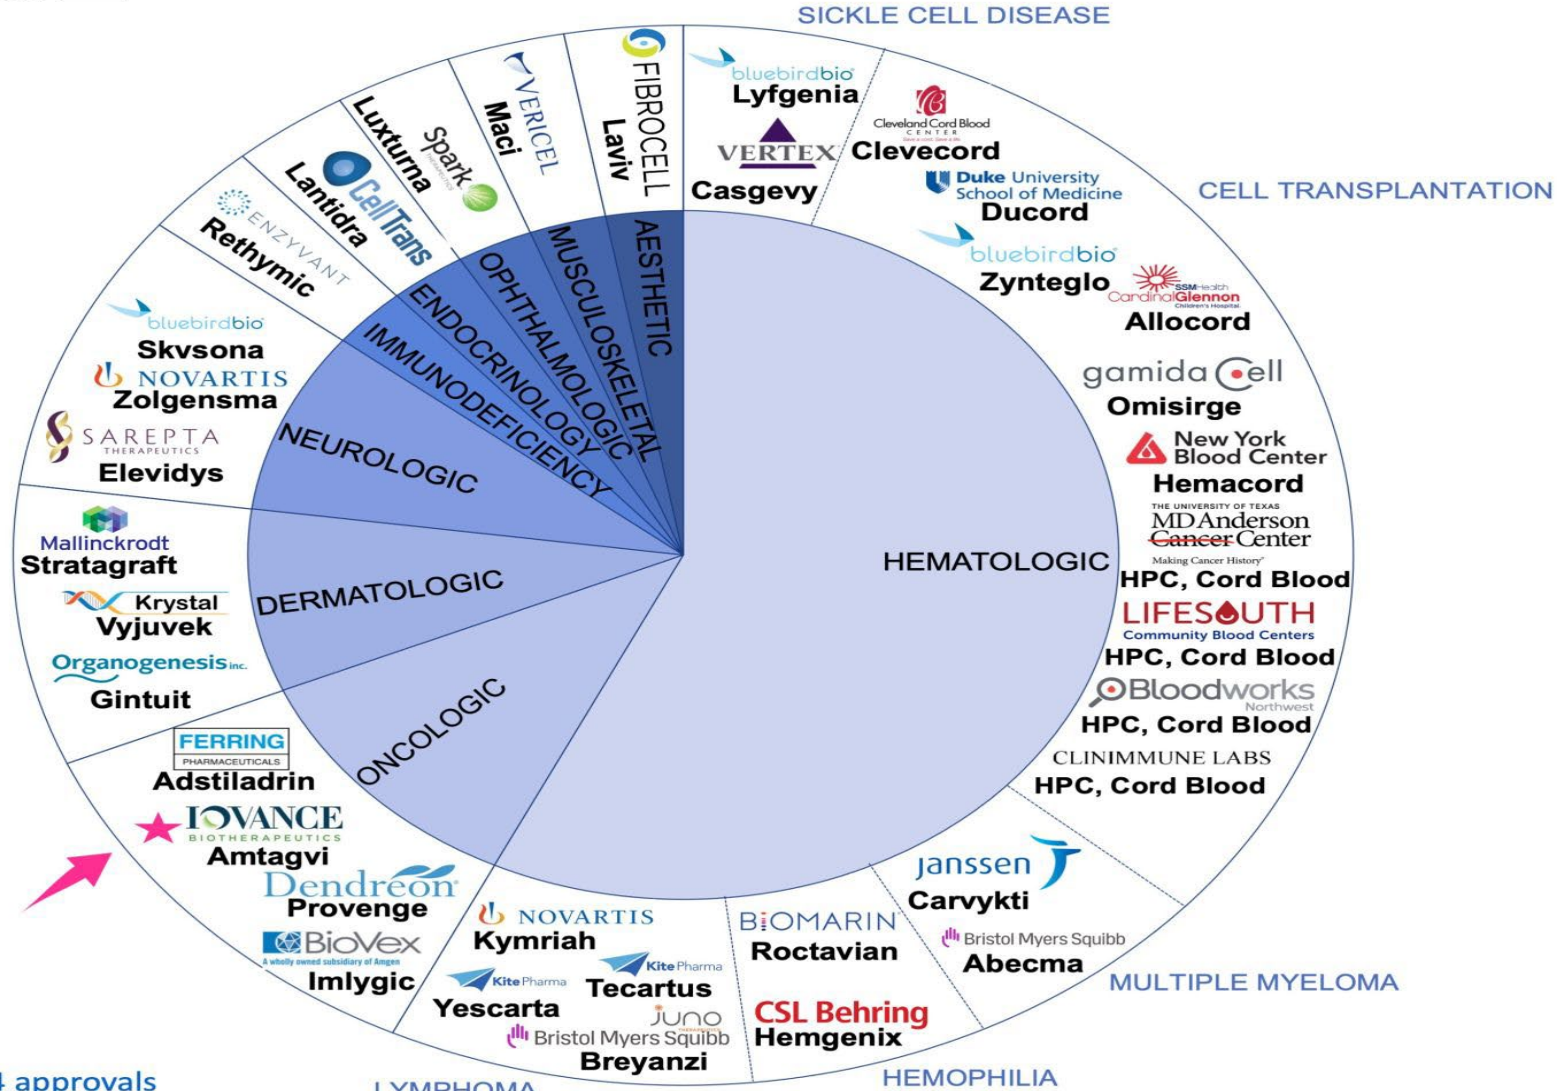 SICKLE CELL DISEASE
bluebirdbio
Lyfgenia
VERTEX
Casgevy
CELL TRANSPLANTATION
Cleveland Cord Blood
CENTER
Clevecord
Duke University
School of Medicine
Ducord
bluebirdbio
Zynteglo
SSMHealth
CardinalGlennon
Children's Hospital
Allocord
gamida Cell
Omisirge
New York
Blood Center
Hemacord
THE UNIVERSITY OF TEXAS
MD Anderson
Cancer Center
Making Cancer History
HPC, Cord Blood
LIFESOUTH
Community Blood Centers
HPC, Cord Blood
Bloodworks
Northwest
HPC, Cord Blood
CLINIMMUNE LABS
HPC, Cord Blood
MULTIPLE MYELOMA
janssen
Carvykti
Bristol Myers Squibb
Abecma
HEMOPHILIA
BIOMARIN
Roctavian
CSL Behring
Hemgenix
LYMPHOMA
NOVARTIS
Kymriah
Kite Pharma
Yescarta
Kite Pharma
Tecartus
juno
THERAPEUTICS
Bristol Myers Squibb
Breyanzi
HEMATOLOGIC
ONCOLOGIC
FERRING
PHARMACEUTICALS
Adstiladrin
IOVANCE
BIOTHERAPEUTICS
Amtagvi
Dendreon
Provenge
BioVex
A wholly owned subsidiary of Amgen
Imlygic
DERMATOLOGIC
Mallinckrodt
Stratagraft
Krystal
Vyjuvek
Organogenesis inc.
Gintuit
NEUROLOGIC
bluebirdbio
Skysona
NOVARTIS
Zolgensma
SAREPTA
THERAPEUTICS
Elevidys
IMMUNODEFICIENCY
ENZYVANT
Rethymic
ENDOCRINOLOGY
CellTrans
Lantidra
OPHTHALMOLOGIC
Spark
THERAPEUTICS
Luxturna
MUSCULOSKELETAL
VERICEL
Maci
AESTHETIC
FIBROCELL
Laviv
4 approvals